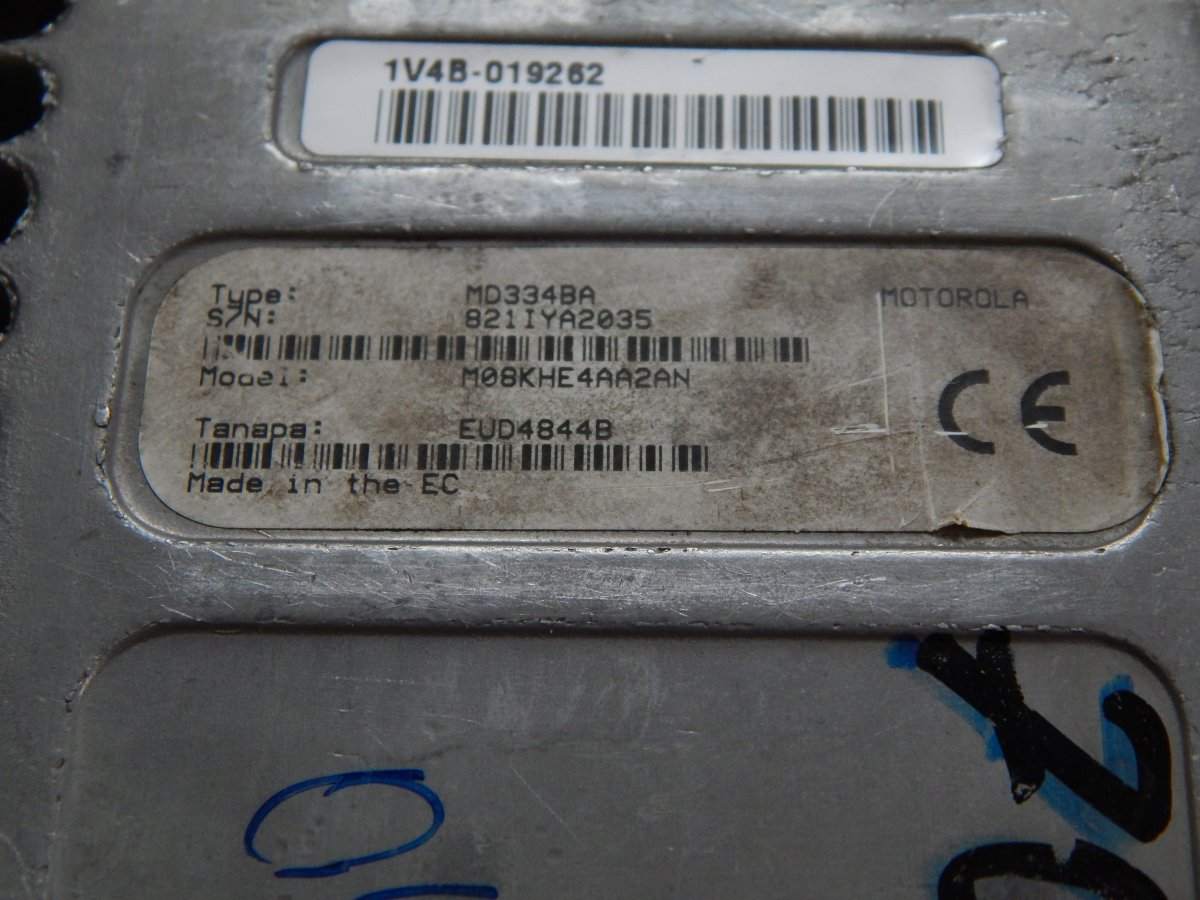 1V4B-019262
Type: MD334BA MOTOROLA
S/N: 821IYA2035
Model: M08KHE4AA2AN
CE
Tanapa: EUD4844B
Made in the EC